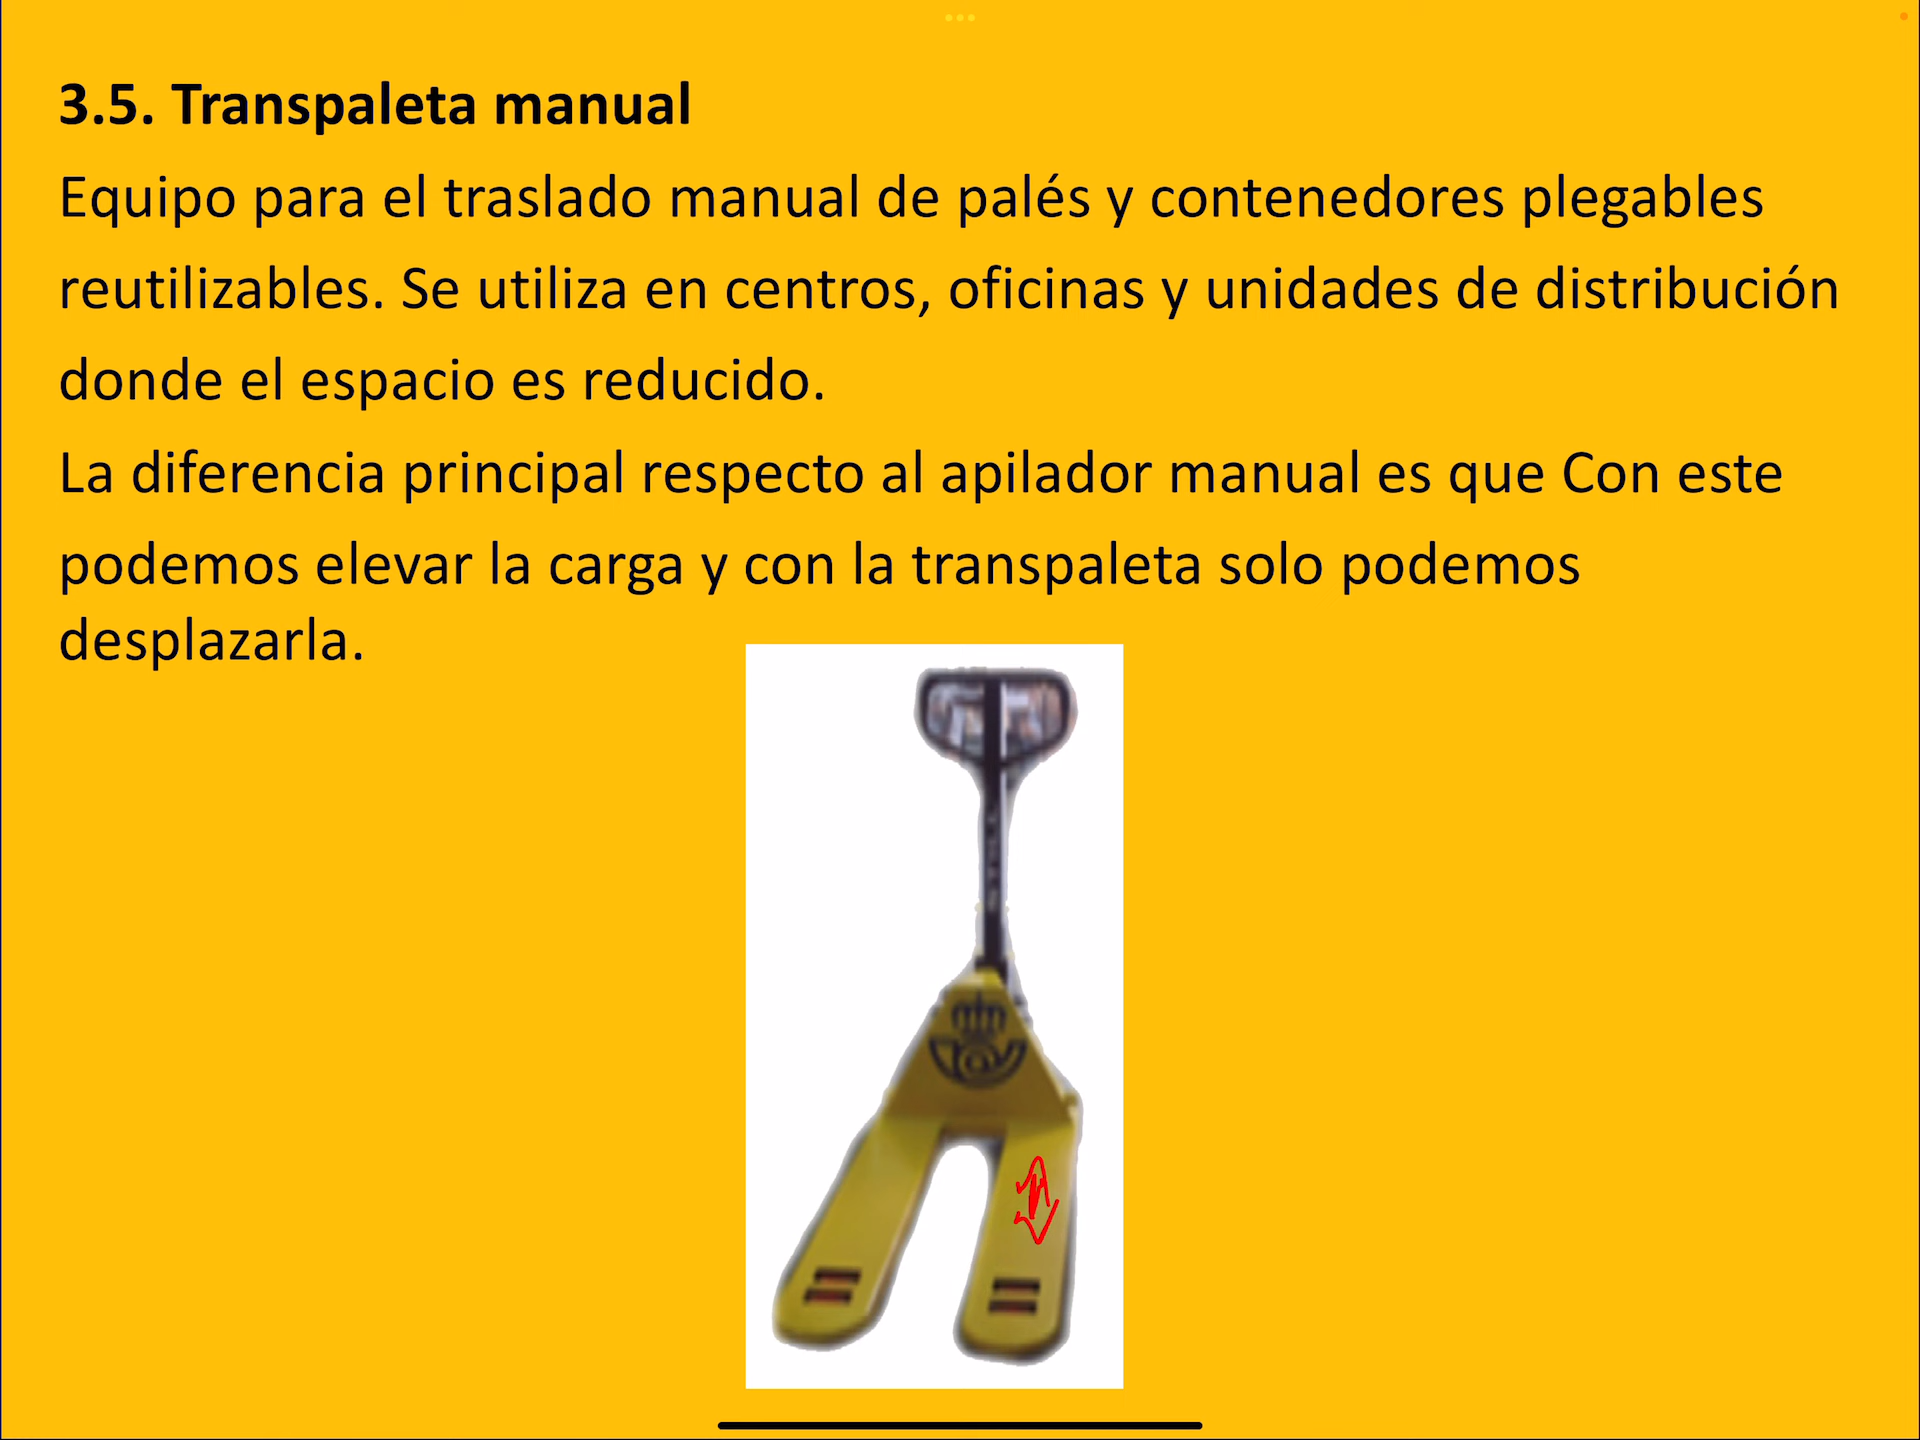 3.5. Transpaleta manual
Equipo para el traslado manual de palés y contenedores plegables
reutilizables. Se utiliza en centros, oficinas y unidades de distribución
donde el espacio es reducido.
La diferencia principal respecto al apilador manual es que Con este
podemos elevar la carga y con la transpaleta solo podemos
desplazarla.